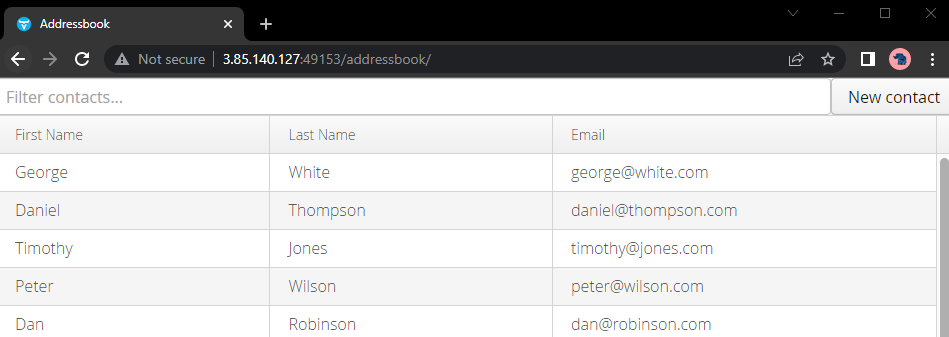 Addressbook
Not secure 3.85.140.127:49153/addressbook/
Filter contacts... New contact
First Name Last Name Email
George White george@white.com
Daniel Thompson daniel@thompson.com
Timothy Jones timothy@jones.com
Peter Wilson peter@wilson.com
Dan Robinson dan@robinson.com